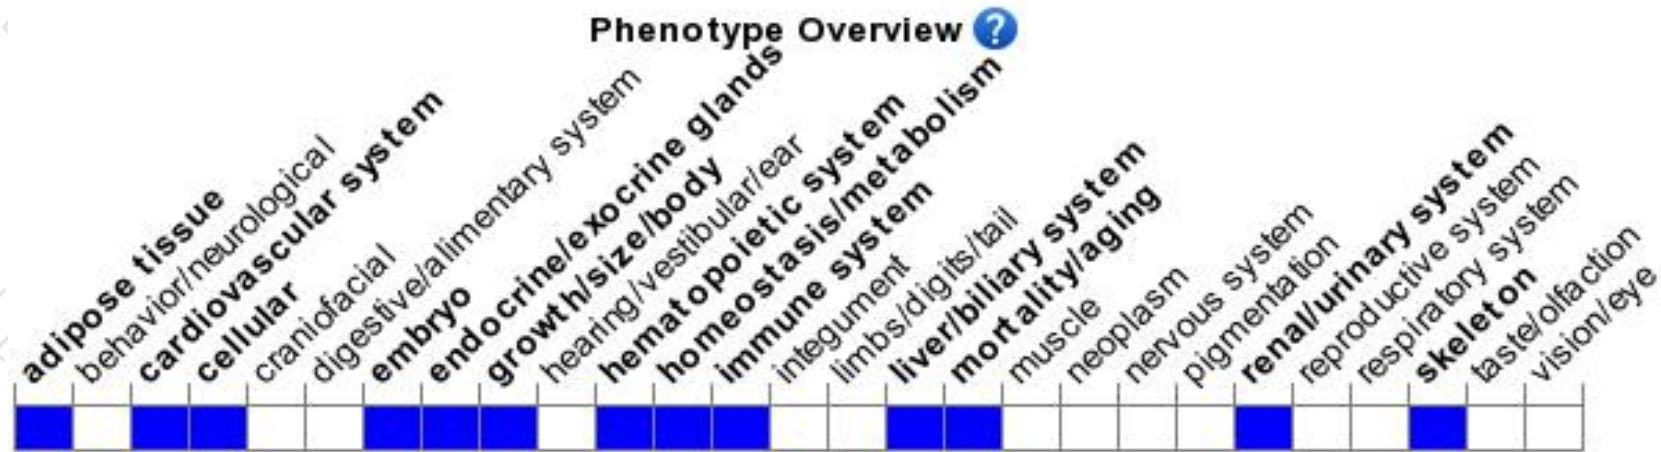 Phenotype Overview ?
adipose tissue
behavior/neurological
cardiovascular system
cellular
craniofacial
digestive/alimentary system
embryo
endocrine/exocrine glands
growth/size/body
hearing/vestibular/ear
hematopoietic system
homeostasis/metabolism
immune system
integument
limbs/digits/tail
liver/biliary system
mortality/aging
muscle
neoplasm
nervous system
pigmentation
renal/urinary system
reproductive system
respiratory system
skeleton
taste/olfaction
vision/eye